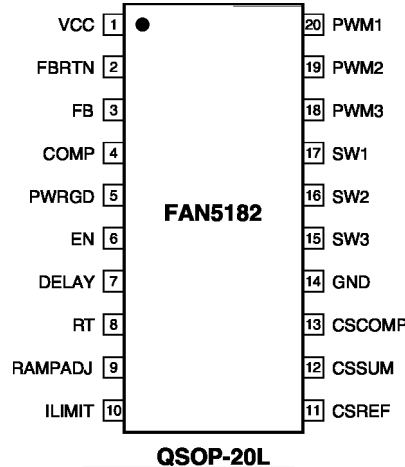 VCC 1 20 PWM1
FBRTN 2 19 PWM2
FB 3 18 PWM3
COMP 4 17 SW1
PWRGD 5 16 SW2
FAN5182
EN 6 15 SW3
DELAY 7 14 GND
RT 8 13 CSCOMP
RAMPADJ 9 12 CSSUM
ILIMIT 10 11 CSREF
QSOP-20L